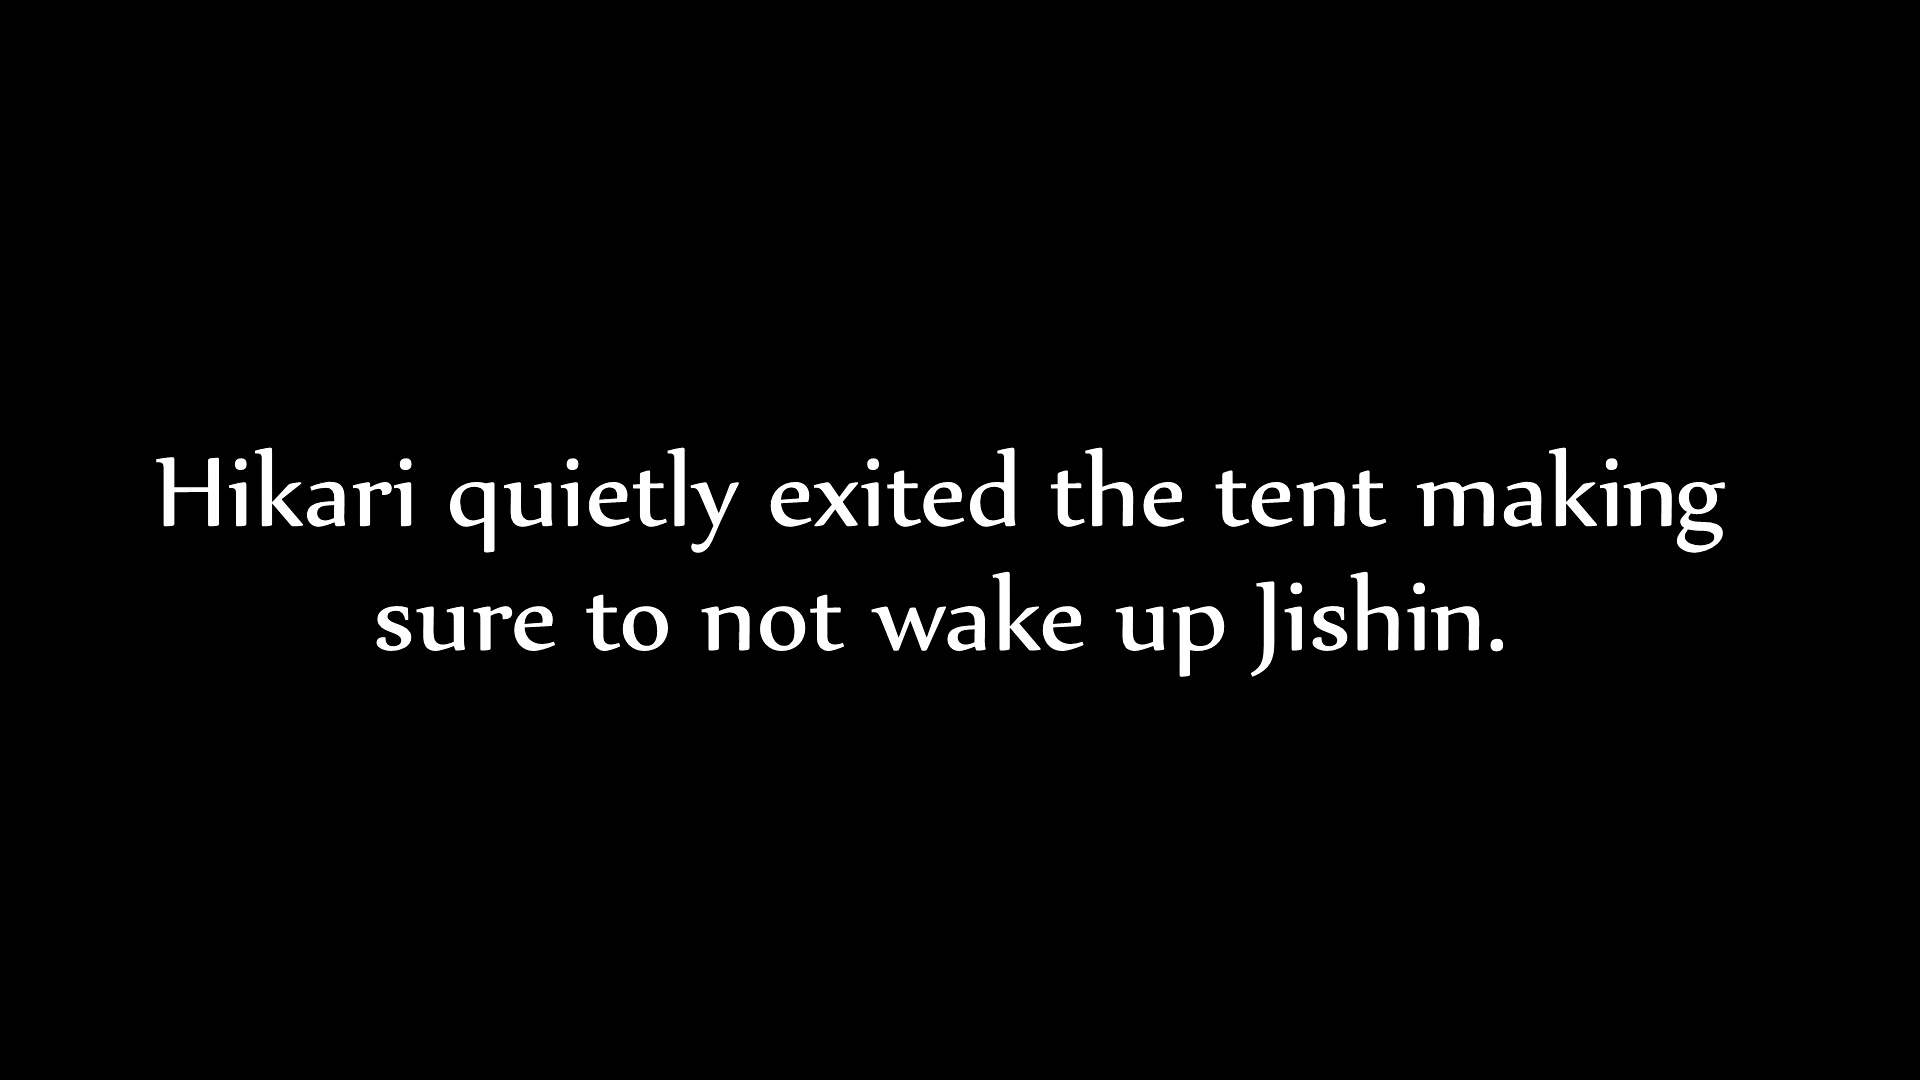 Hikari quietly exited the tent making
sure to not wake up Jishin.